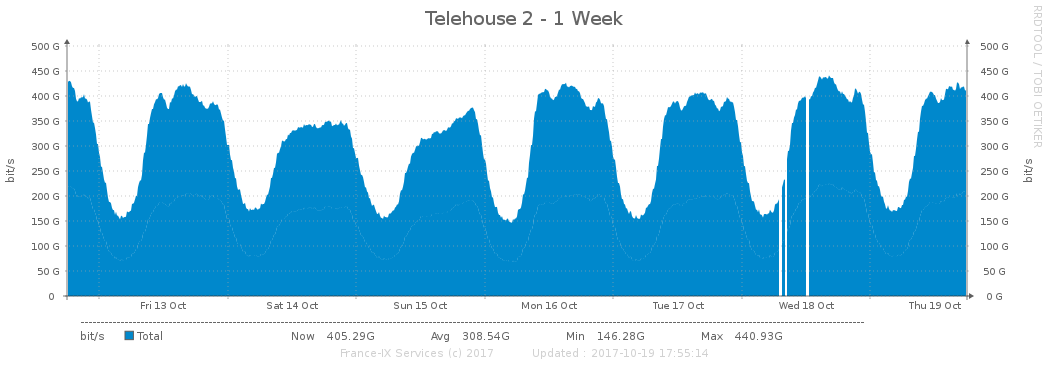 Telehouse 2 - 1 Week
RRDTOOL / TOBI OETIKER
500 G 500 G
450 G 450 G
400 G 400 G
350 G 350 G
300 G 300 G
250 G 250 G
200 G 200 G
150 G 150 G
100 G 100 G
50 G 50 G
0 0 G
bit/s bit/s
Fri 13 Oct Sat 14 Oct Sun 15 Oct Mon 16 Oct Tue 17 Oct Wed 18 Oct Thu 19 Oct
bit/s Total Now 405.29G Avg 308.54G Min 146.28G Max 440.93G
France-IX Services (c) 2017 Updated : 2017-10-19 17:55:14